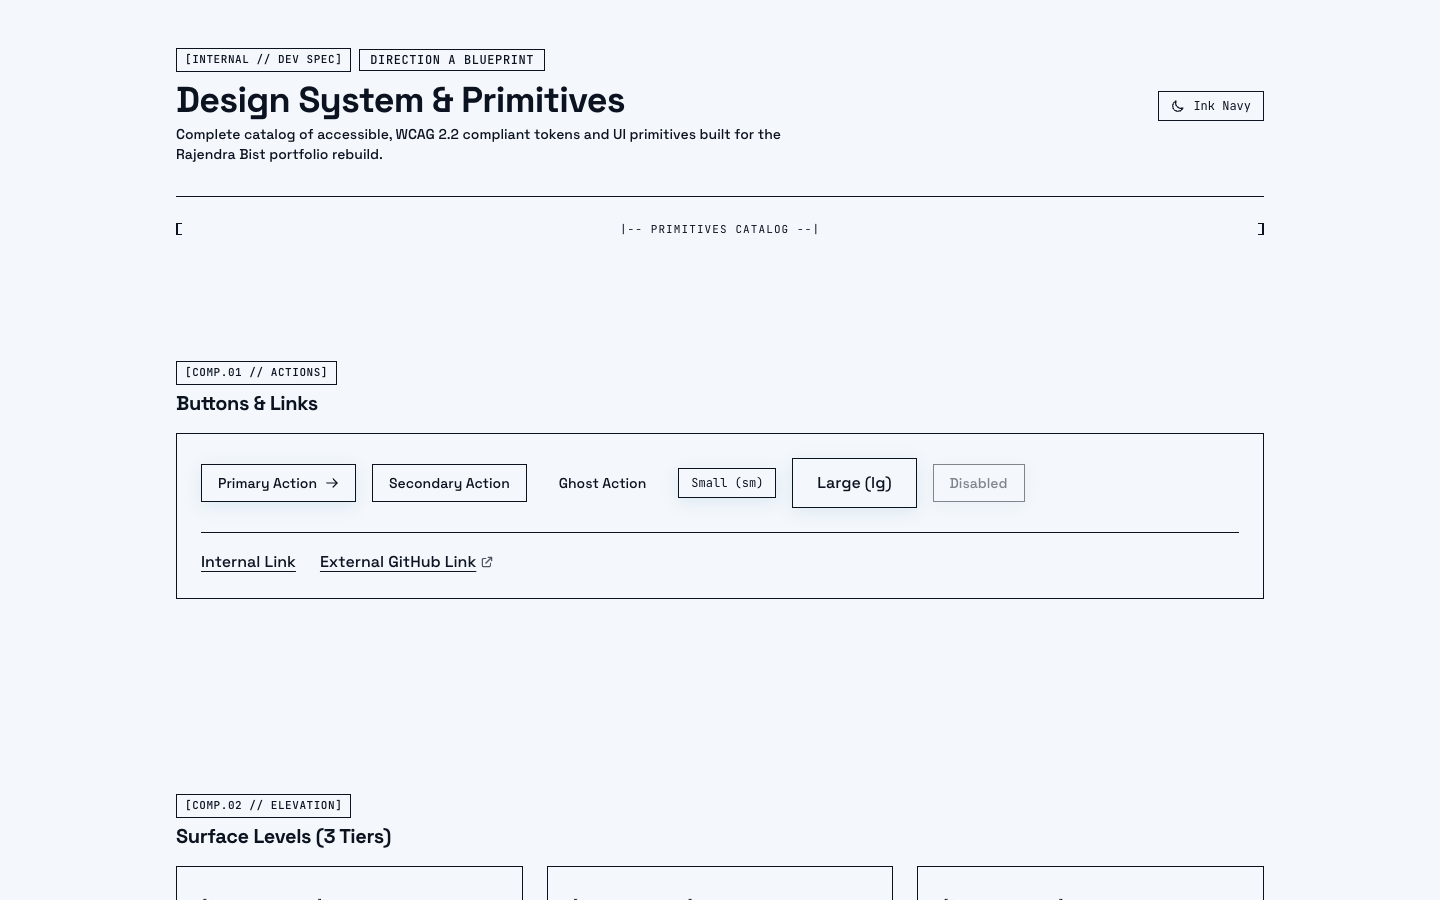 [INTERNAL // DEV SPEC]
DIRECTION A BLUEPRINT
Design System & Primitives
Ink Navy
Complete catalog of accessible, WCAG 2.2 compliant tokens and UI primitives built for the
Rajendra Bist portfolio rebuild.
|-- PRIMITIVES CATALOG --|
[COMP.01 // ACTIONS]
Buttons & Links
Primary Action →
Secondary Action
Ghost Action
Small (sm)
Large (lg)
Disabled
Internal Link
External GitHub Link
[COMP.02 // ELEVATION]
Surface Levels (3 Tiers)